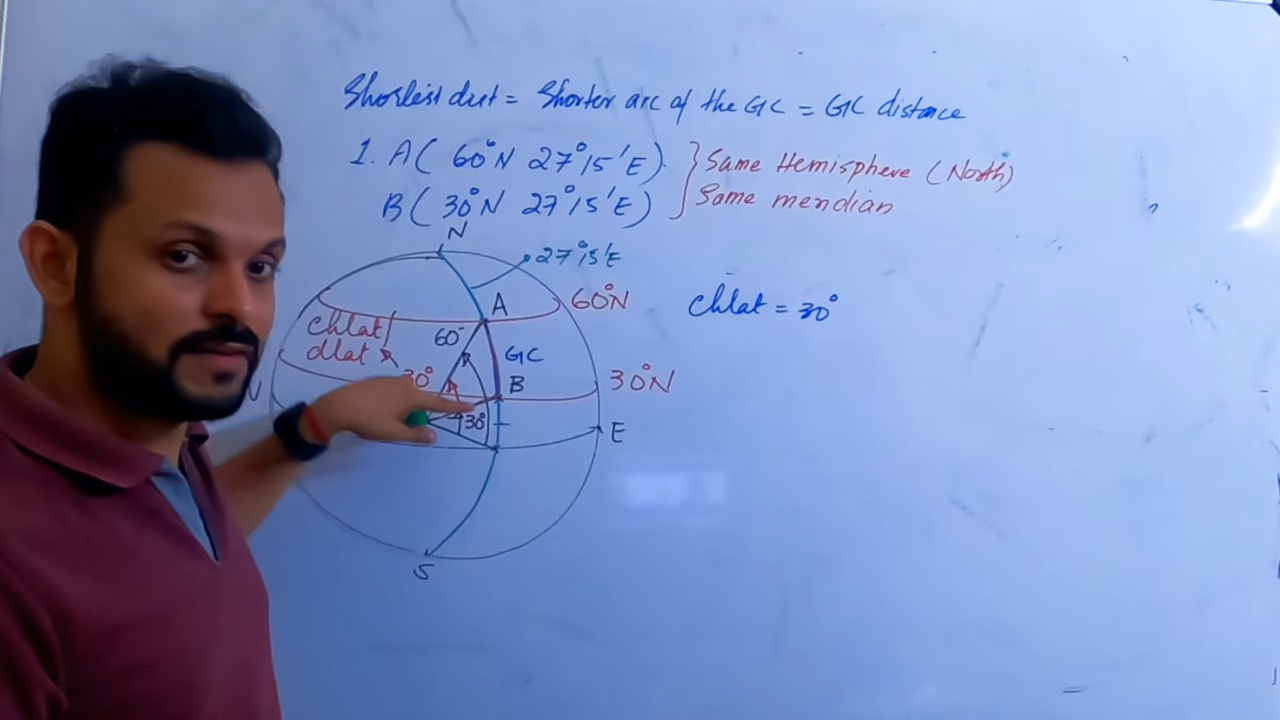 Shortest dist = Shorter arc of the GC = GC distance
1. A ( 60°N 27°15'E )
B ( 30°N 27°15'E )
} Same Hemisphere (North)
Same meridian
N
27°15'E
A
60°N
Chlat = 30°
chlat/
dlat
60°
GC
30°
B
30°N
30°
E
S